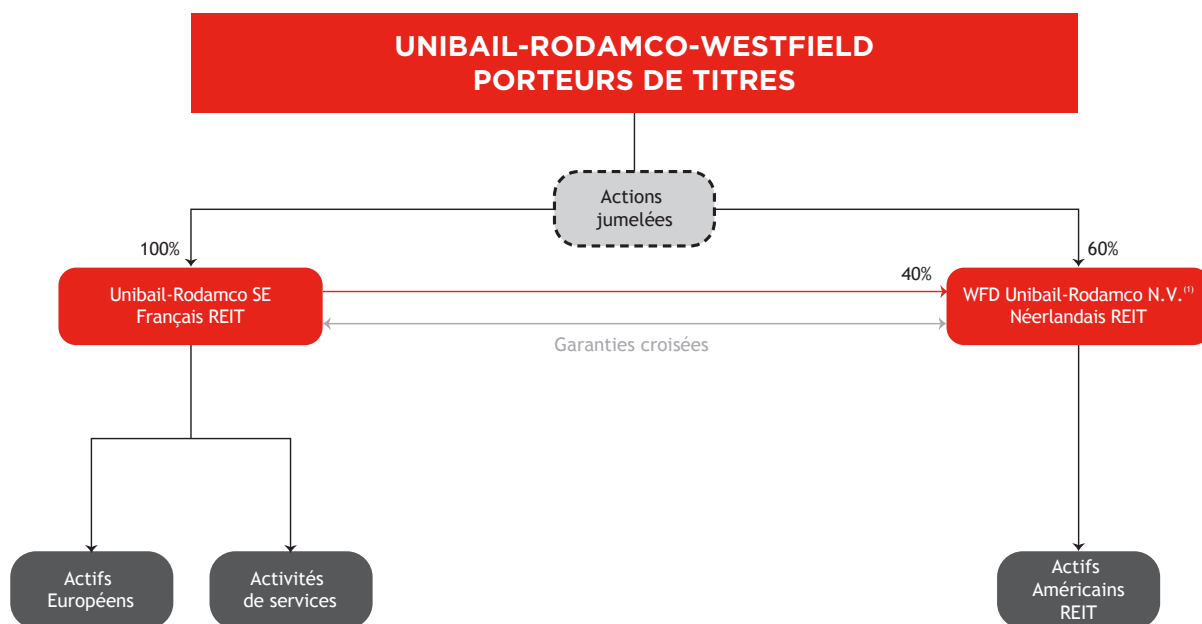 UNIBAIL-RODAMCO-WESTFIELD
PORTEURS DE TITRES
Actions
jumelées
100%
60%
40%
Unibail-Rodamco SE
Français REIT
WFD Unibail-Rodamco N.V.(1)
Néerlandais REIT
Garanties croisées
Actifs
Européens
Activités
de services
Actifs
Américains
REIT